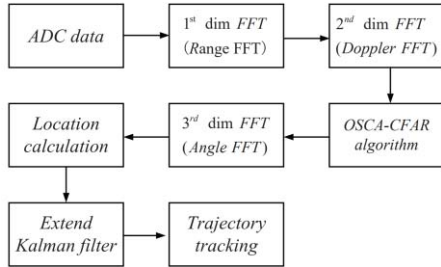 ADC data
1st dim FFT
(Range FFT)
2nd dim FFT
(Doppler FFT)
OSCA-CFAR
algorithm
3rd dim FFT
(Angle FFT)
Location
calculation
Extend
Kalman filter
Trajectory
tracking